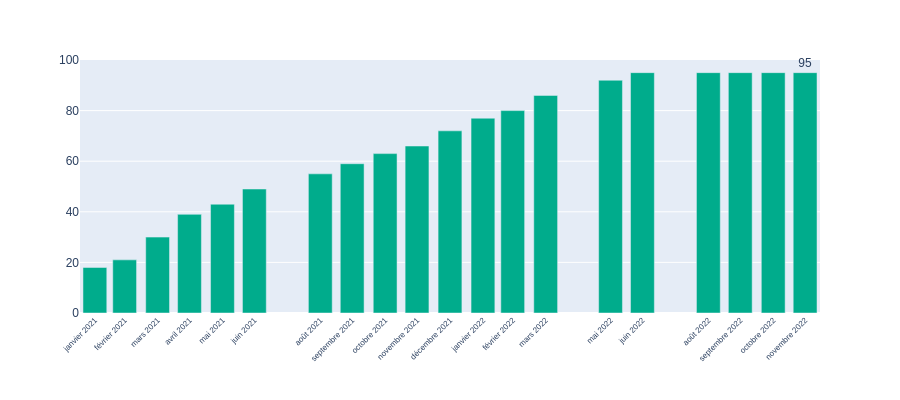 100
80
60
40
20
0
95
janvier 2021
février 2021
mars 2021
avril 2021
mai 2021
juin 2021
août 2021
septembre 2021
octobre 2021
novembre 2021
décembre 2021
janvier 2022
février 2022
mars 2022
mai 2022
juin 2022
août 2022
septembre 2022
octobre 2022
novembre 2022